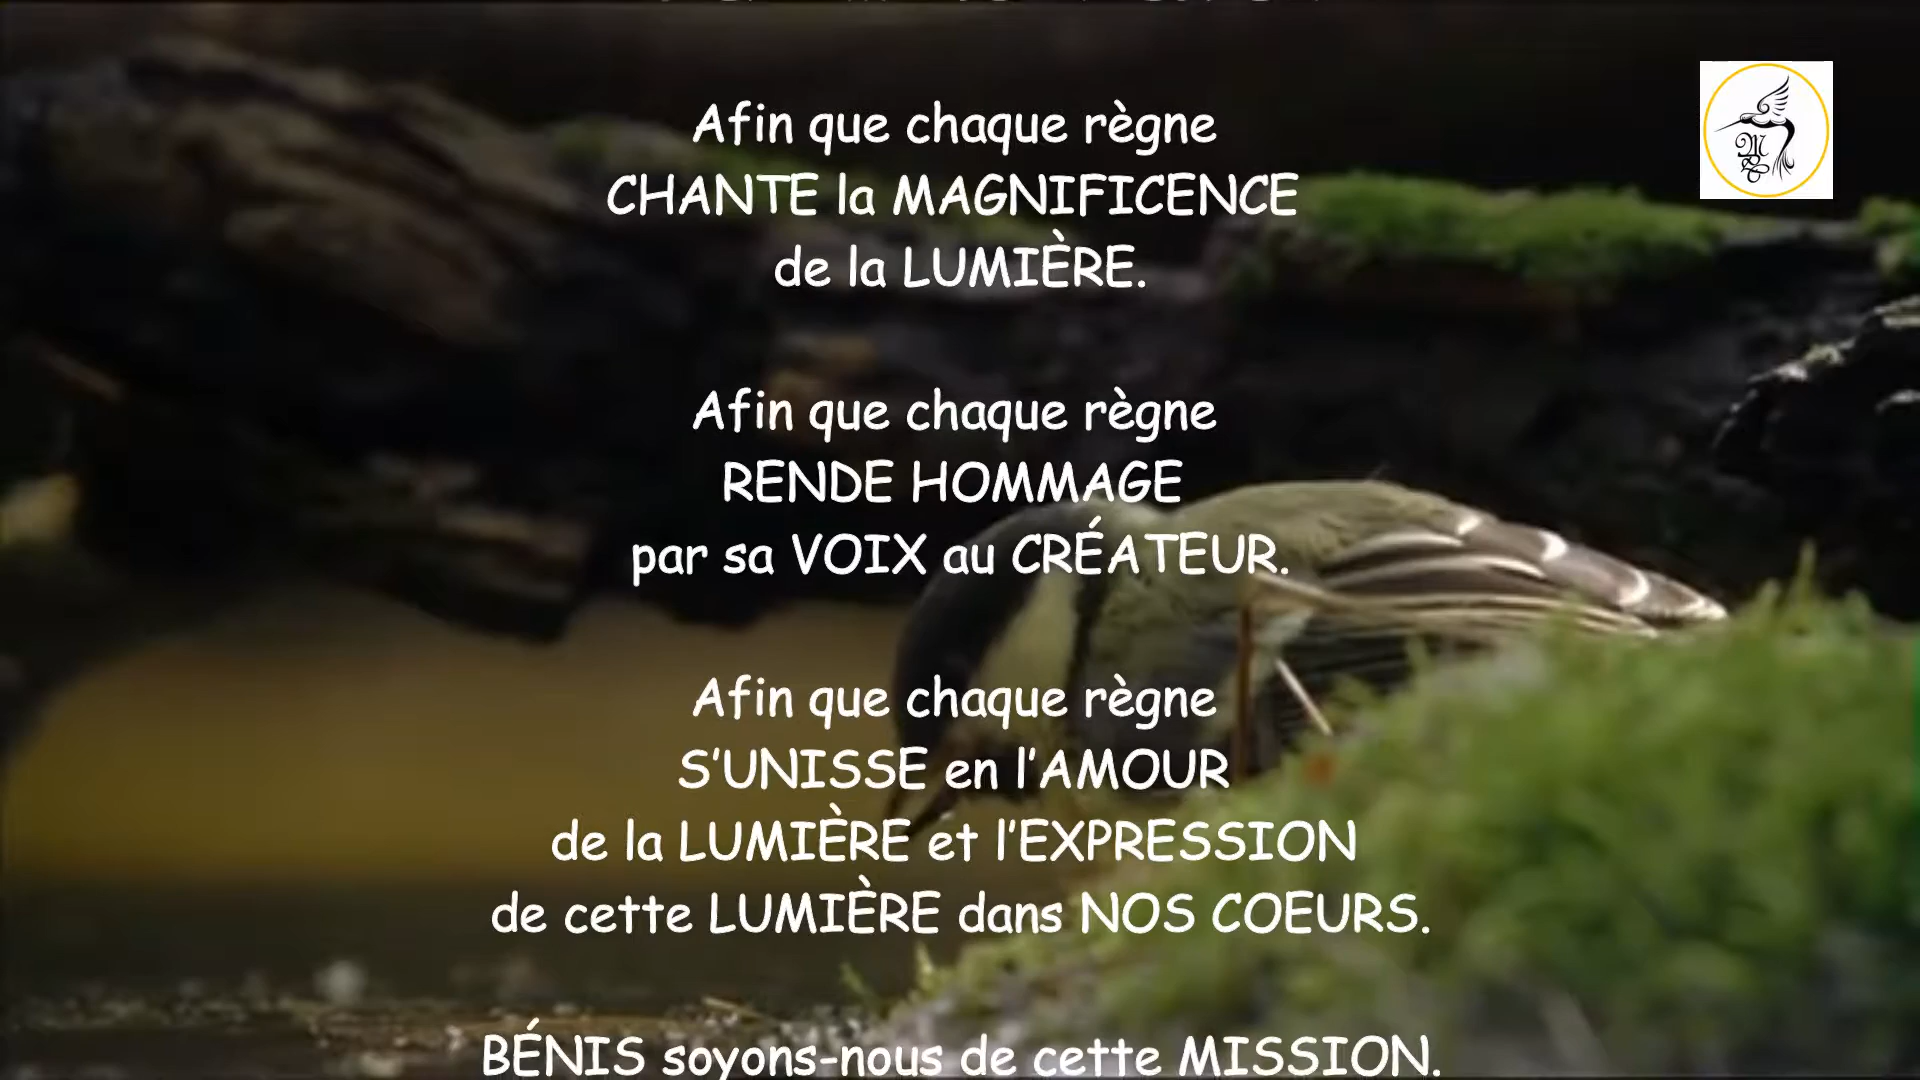 Afin que chaque règne
CHANTE la MAGNIFICENCE
de la LUMIÈRE.
Afin que chaque règne
RENDE HOMMAGE
par sa VOIX au CRÉATEUR.
Afin que chaque règne
S'UNISSE en l'AMOUR
de la LUMIÈRE et l'EXPRESSION
de cette LUMIÈRE dans NOS COEURS.
BÉNIS soyons-nous de cette MISSION.